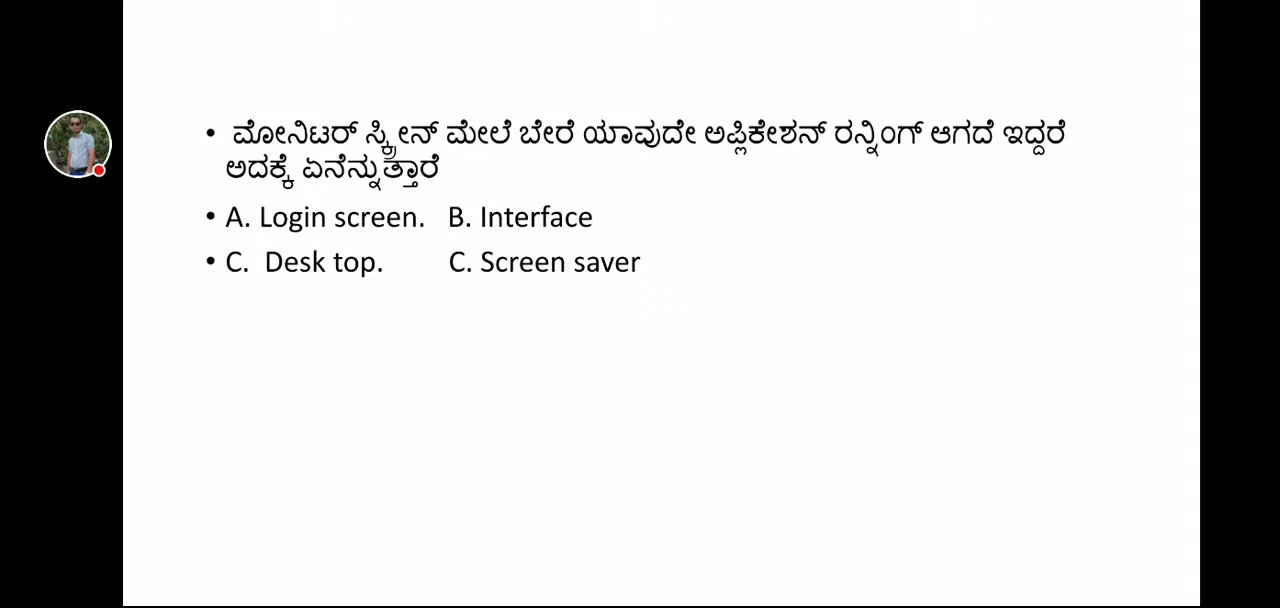 • ಮೋನಿಟರ್ ಸ್ಕ್ರೀನ್ ಮೇಲೆ ಬೇರೆ ಯಾವುದೇ ಅಪ್ಲಿಕೇಶನ್ ರನ್ನಿಂಗ್ ಆಗದೆ ಇದ್ದರೆ
ಅದಕ್ಕೆ ಏನೆನ್ನುತ್ತಾರೆ
• A. Login screen. B. Interface
• C. Desk top. C. Screen saver